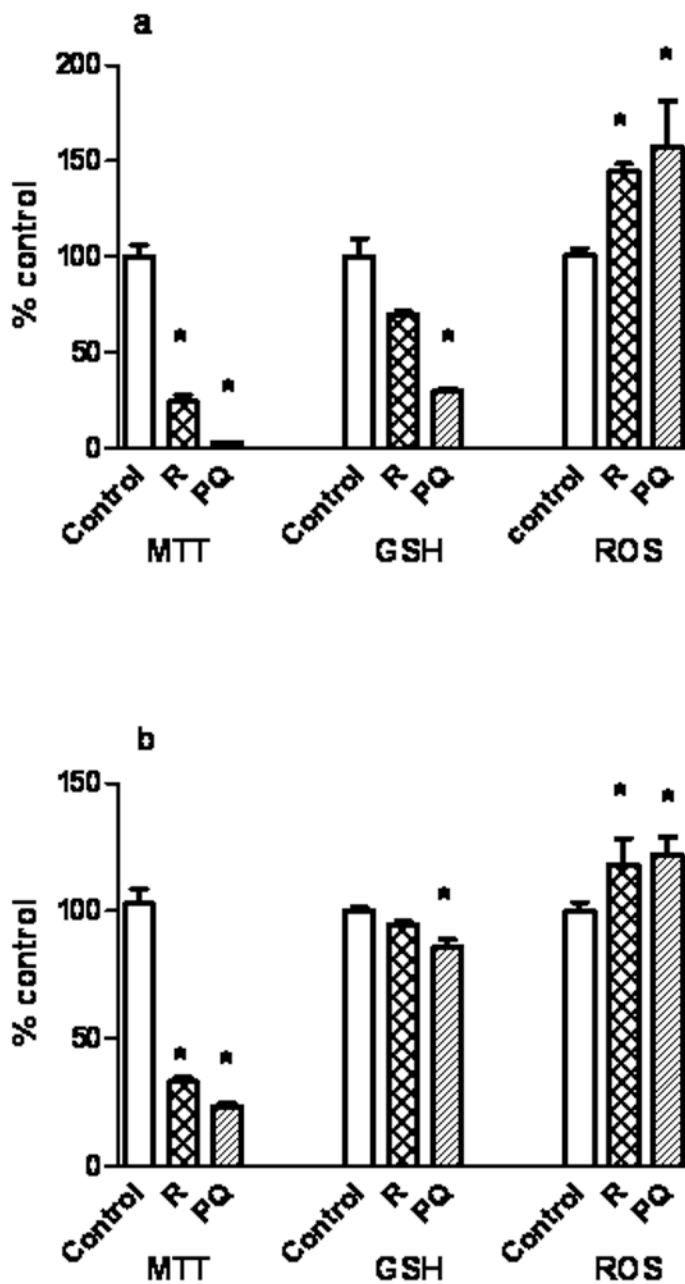 a
200
150
100
50
0
% control
* * * * *
Control R PQ Control R PQ control R PQ
MTT GSH ROS
b
150
100
50
0
% control
* * * * *
Control R PQ Control R PQ Control R PQ
MTT GSH ROS